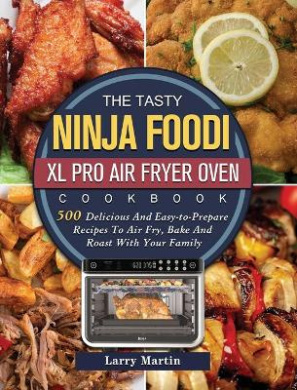 THE TASTY
NINJA FOODI
XL PRO AIR FRYER OVEN
COOKBOOK
500 Delicious And Easy-to-Prepare
Recipes To Air Fry, Bake And
Roast With Your Family
Larry Martin